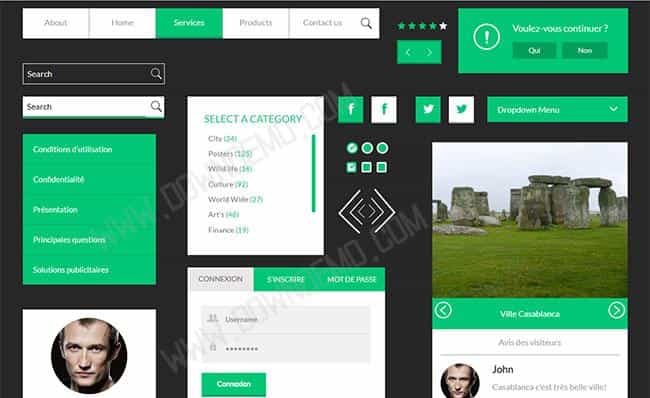 About
Home
Services
Products
Contact us
Voulez-vous continuer ?
Qui
Non
Search
Search
SELECT A CATEGORY
City (34)
Posters (125)
Wild life (16)
Culture (92)
World Wide (27)
Art's (46)
Finance (19)
Dropdown Menu
Conditions d'utilisation
Confidentialité
Présentation
Principales questions
Solutions publicitaires
CONNEXION
S'INSCRIRE
MOT DE PASSE
Username
Connexion
Ville Casablanca
Avis des visiteurs
John
Casablanca c'est très belle ville!
WWW.DOWNDEMO.COM
WWW.DOWNDEMO.COM